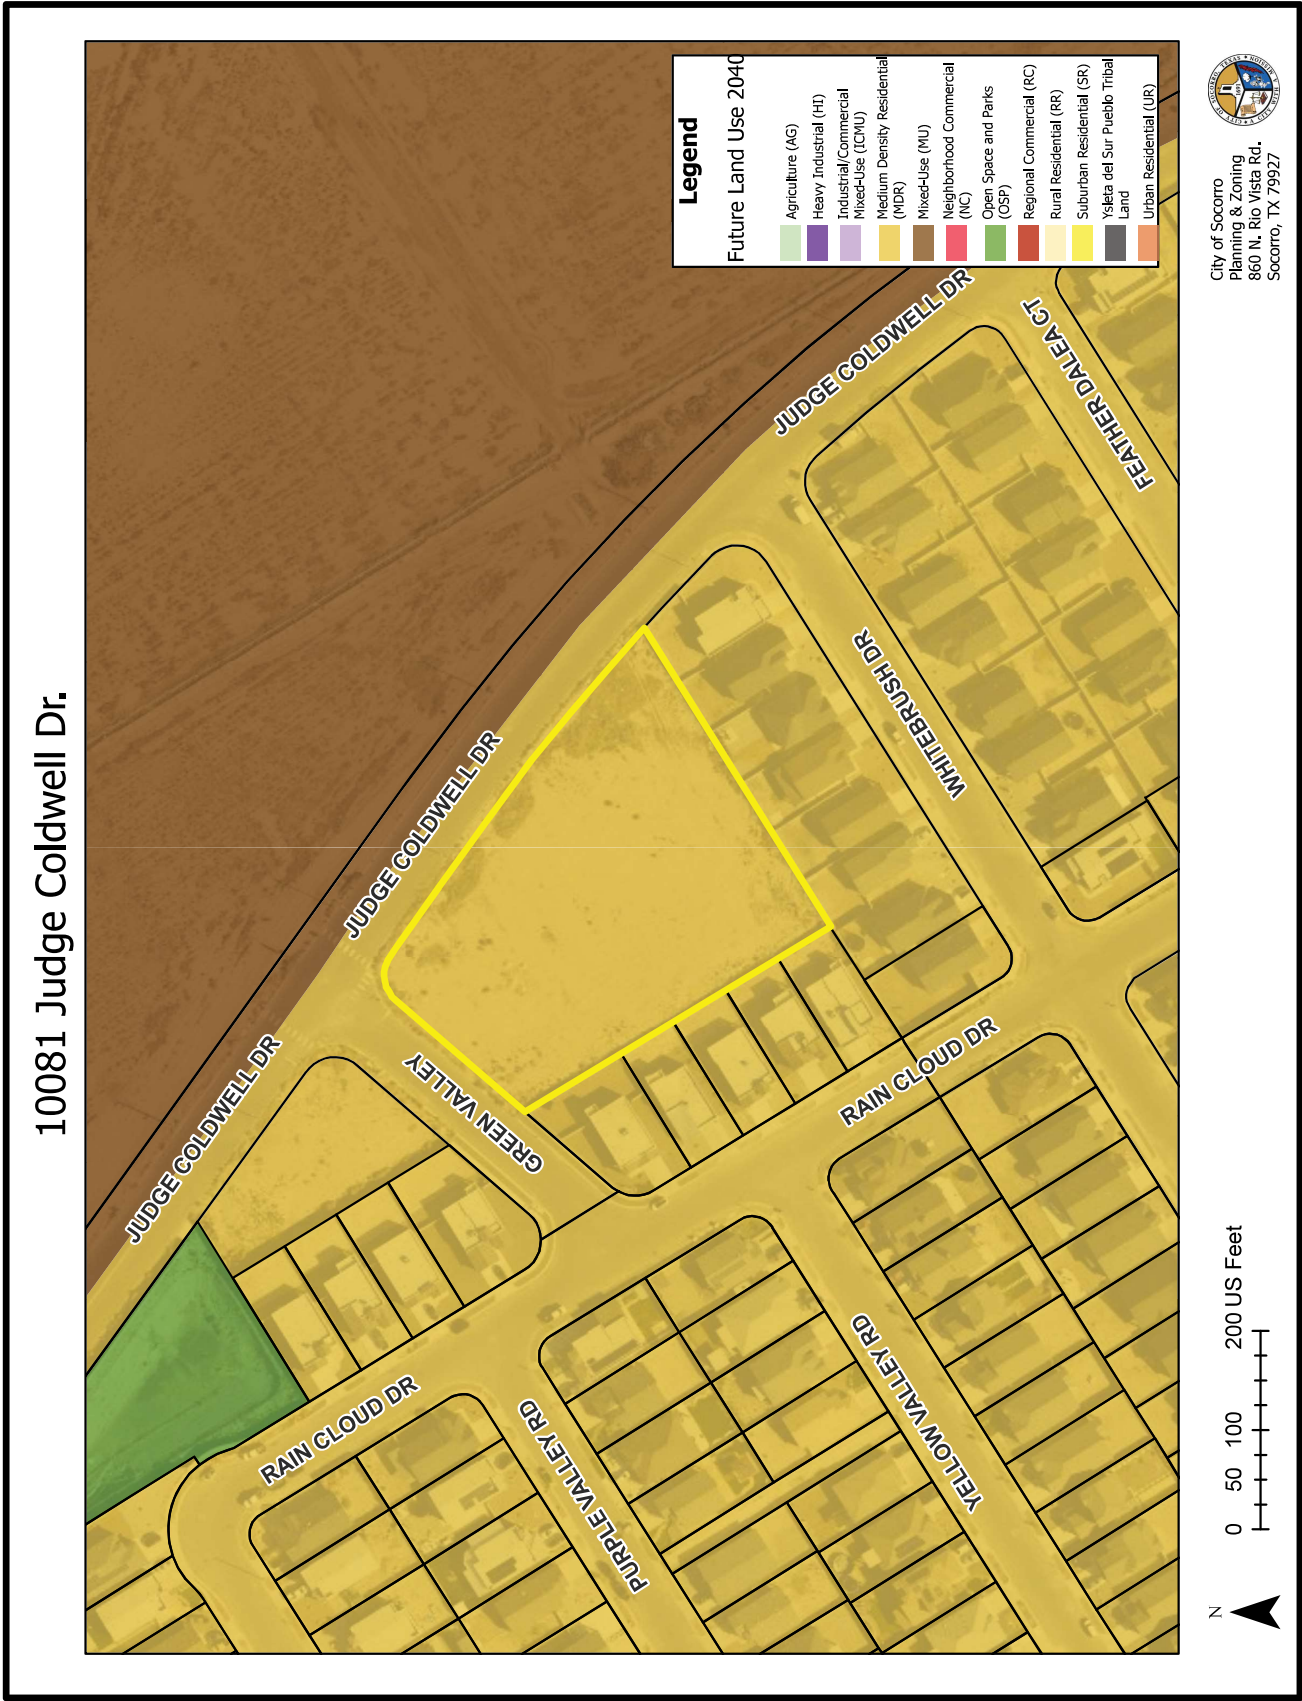 10081 Judge Coldwell Dr.
Legend
Future Land Use 2040
Agriculture (AG)
Heavy Industrial (HI)
Industrial/Commercial
Mixed-Use (ICMU)
Medium Density Residential
(MDR)
Mixed-Use (MU)
Neighborhood Commercial
(NC)
Open Space and Parks
(OSP)
Regional Commercial (RC)
Rural Residential (RR)
Suburban Residential (SR)
Ysleta del Sur Pueblo Tribal
Land
Urban Residential (UR)
JUDGE COLDWELL DR
JUDGE COLDWELL DR
JUDGE COLDWELL DR
GREEN VALLEY
RAIN CLOUD DR
RAIN CLOUD DR
PURPLE VALLEY RD
YELLOW VALLEY RD
WHITEBRUSH DR
FEATHER DALEA CT
N
0 50 100 200 US Feet
City of Socorro
Planning & Zoning
860 N. Rio Vista Rd.
Socorro, TX 79927